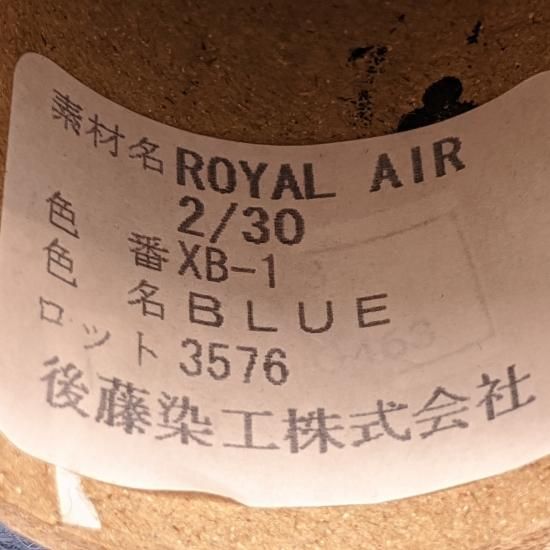 素材名 ROYAL AIR
2/30
色番 XB-1
色名 BLUE
ロット 3576
後藤染工株式会社